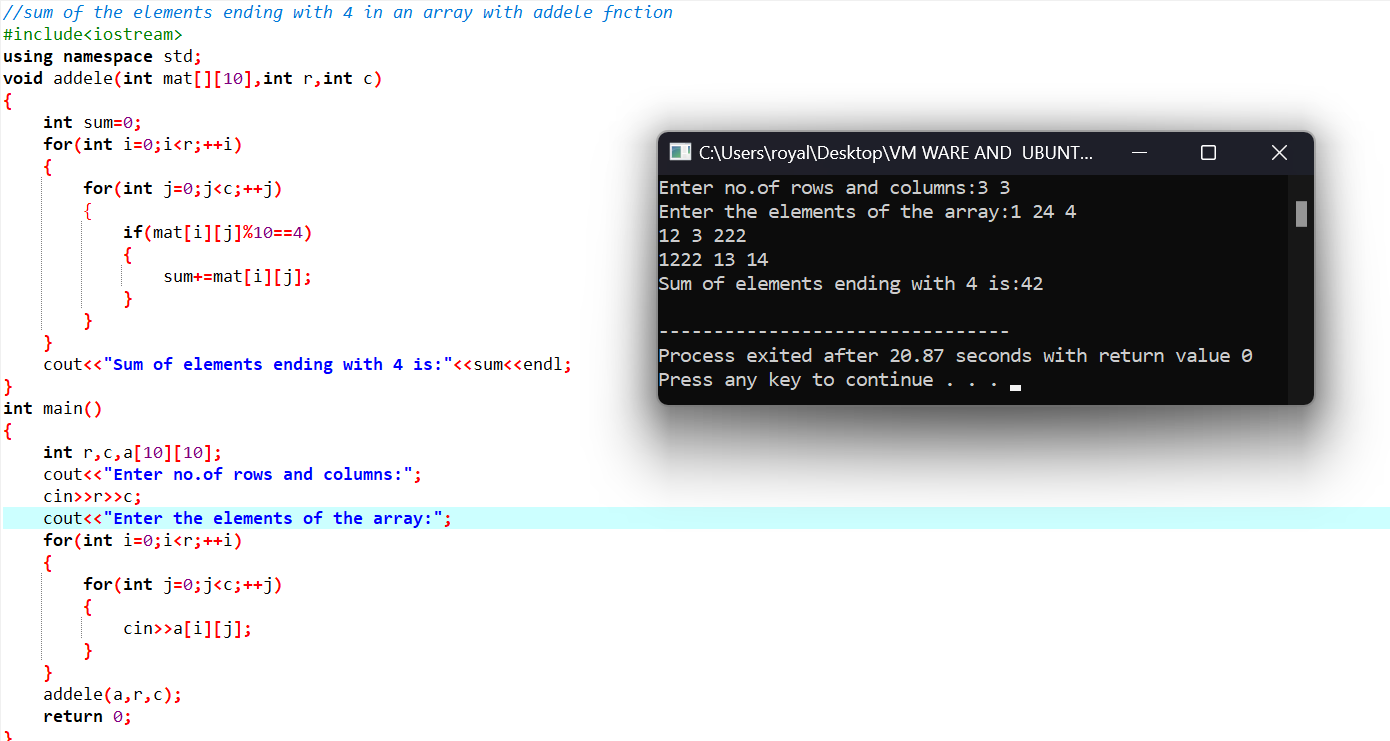 //sum of the elements ending with 4 in an array with addele fnction
#include<iostream>
using namespace std;
void addele(int mat[][10],int r,int c)
{
int sum=0;
for(int i=0;i<r;++i)
{
for(int j=0;j<c;++j)
{
if(mat[i][j]%10==4)
{
sum+=mat[i][j];
}
}
}
cout<<"Sum of elements ending with 4 is:"<<sum<<endl;
}
int main()
{
int r,c,a[10][10];
cout<<"Enter no.of rows and columns:";
cin>>r>>c;
cout<<"Enter the elements of the array:";
for(int i=0;i<r;++i)
{
for(int j=0;j<c;++j)
{
cin>>a[i][j];
}
}
addele(a,r,c);
return 0;
}
C:\Users\royal\Desktop\VM WARE AND  UBUNT...
Enter no.of rows and columns:3 3
Enter the elements of the array:1 24 4
12 3 222
1222 13 14
Sum of elements ending with 4 is:42
--------------------------------
Process exited after 20.87 seconds with return value 0
Press any key to continue . . .